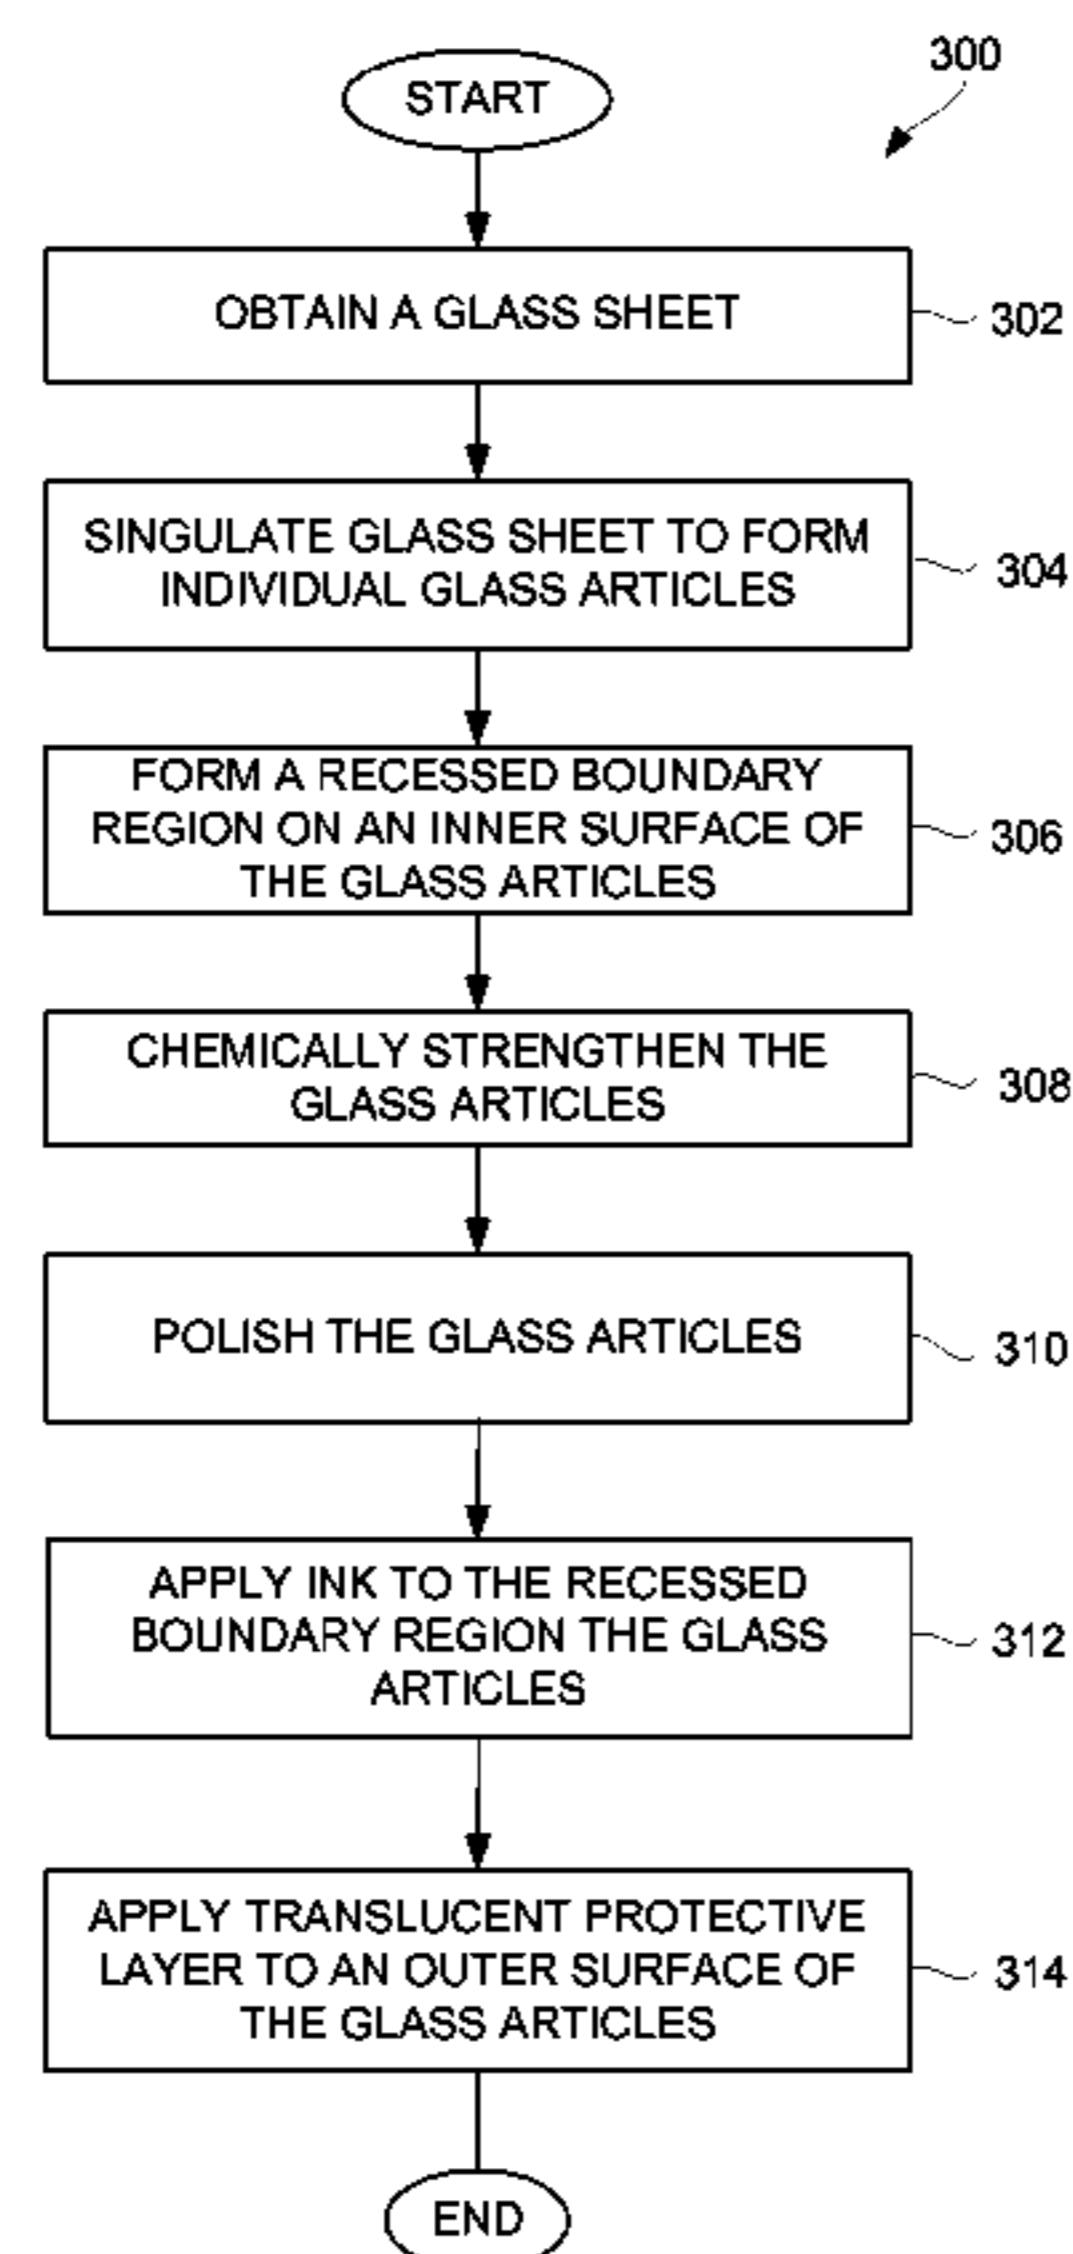 300
START
OBTAIN A GLASS SHEET
302
SINGULATE GLASS SHEET TO FORM
INDIVIDUAL GLASS ARTICLES
304
FORM A RECESSED BOUNDARY
REGION ON AN INNER SURFACE OF
THE GLASS ARTICLES
306
CHEMICALLY STRENGTHEN THE
GLASS ARTICLES
308
POLISH THE GLASS ARTICLES
310
APPLY INK TO THE RECESSED
BOUNDARY REGION THE GLASS
ARTICLES
312
APPLY TRANSLUCENT PROTECTIVE
LAYER TO AN OUTER SURFACE OF
THE GLASS ARTICLES
314
END